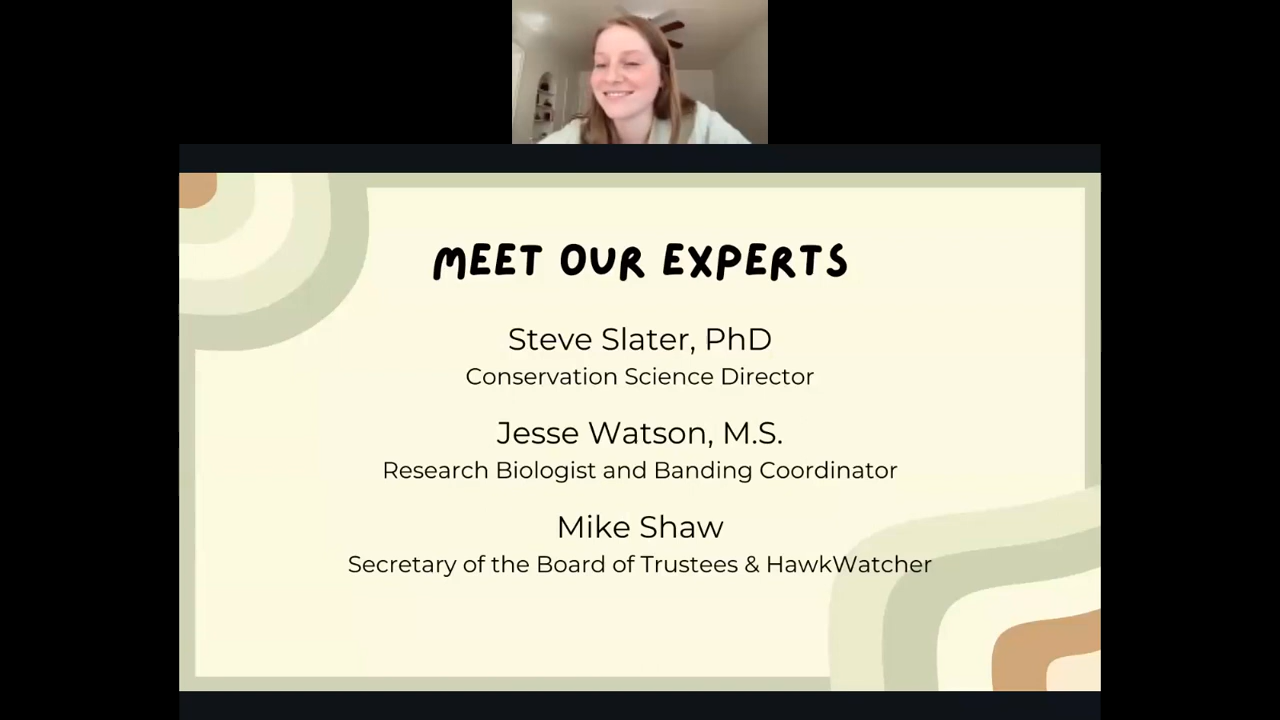 MEET OUR EXPERTS
Steve Slater, PhD
Conservation Science Director
Jesse Watson, M.S.
Research Biologist and Banding Coordinator
Mike Shaw
Secretary of the Board of Trustees & HawkWatcher